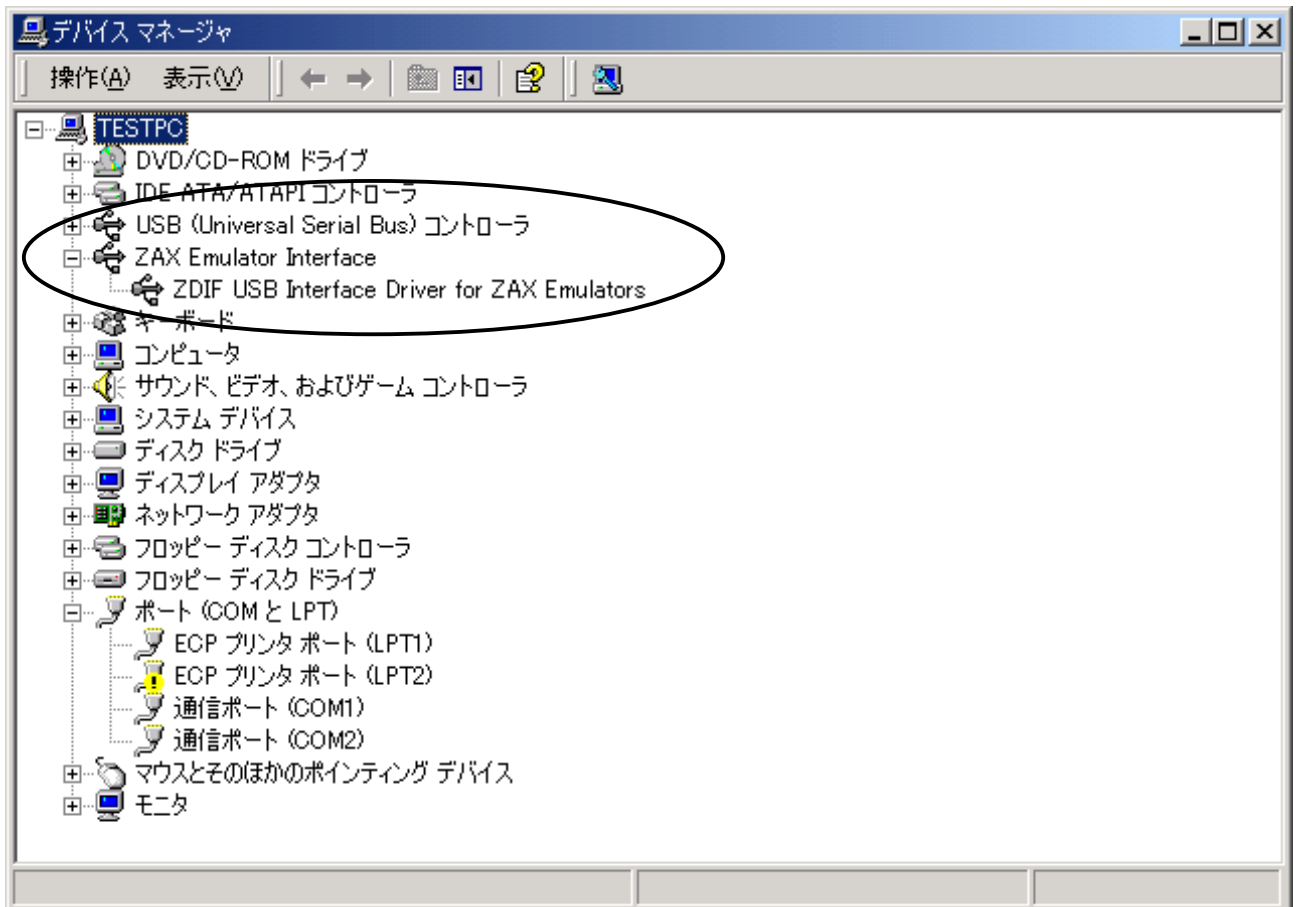 デバイス マネージャ
操作(A) 表示(V)
TESTPC
DVD/CD-ROM ドライブ
IDE ATA/ATAPI コントローラ
USB (Universal Serial Bus) コントローラ
ZAX Emulator Interface
ZDIF USB Interface Driver for ZAX Emulators
キーボード
コンピュータ
サウンド、ビデオ、およびゲーム コントローラ
システム デバイス
ディスク ドライブ
ディスプレイ アダプタ
ネットワーク アダプタ
フロッピー ディスク コントローラ
フロッピー ディスク ドライブ
ポート (COM と LPT)
ECP プリンタ ポート (LPT1)
ECP プリンタ ポート (LPT2)
通信ポート (COM1)
通信ポート (COM2)
マウスとそのほかのポインティング デバイス
モニタ